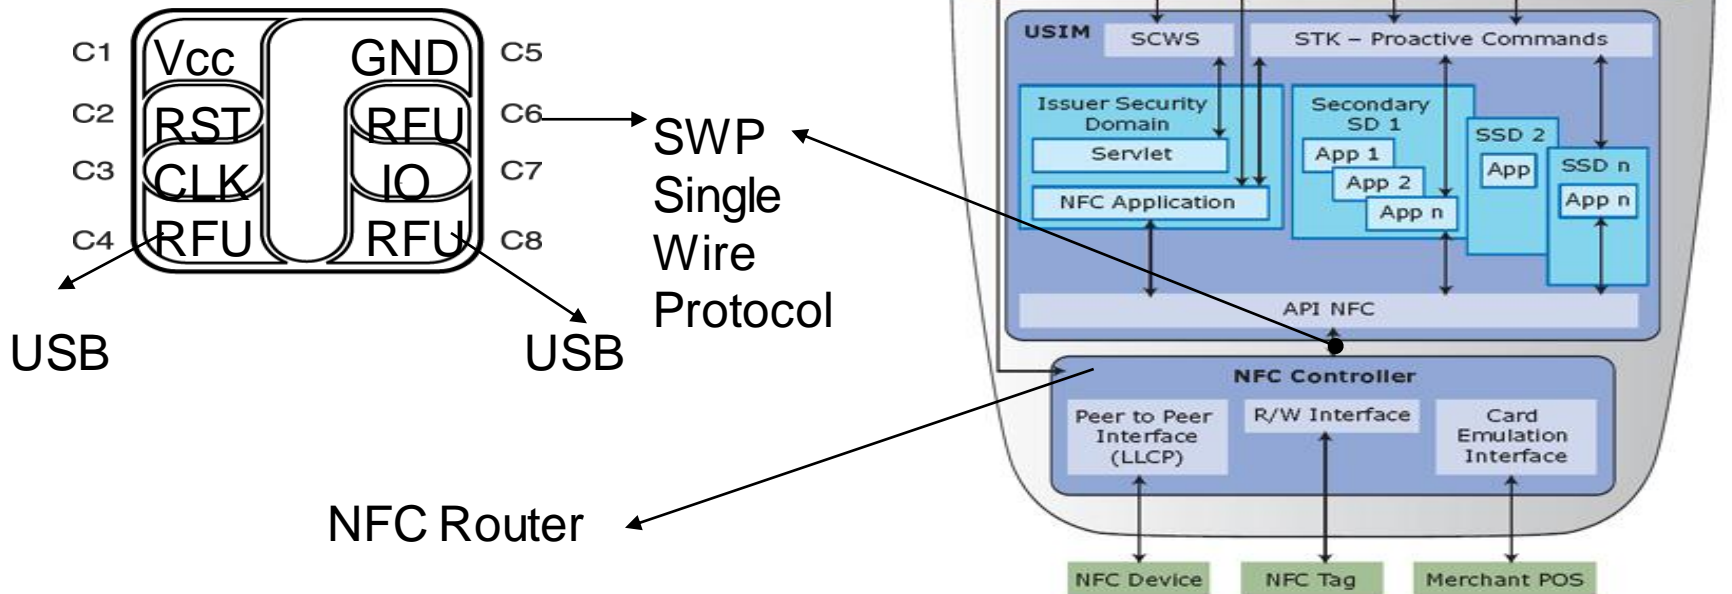 C1 Vcc GND C5
C2 RST RFU C6
C3 CLK IO C7
C4 RFU RFU C8
USB
USB
SWP
Single
Wire
Protocol
NFC Router
USIM
SCWS
STK – Proactive Commands
Issuer Security
Domain
Servlet
NFC Application
Secondary
SD 1
App 1
App 2
App n
SSD 2
App
SSD n
App n
API NFC
NFC Controller
Peer to Peer
Interface
(LLCP)
R/W Interface
Card
Emulation
Interface
NFC Device
NFC Tag
Merchant POS